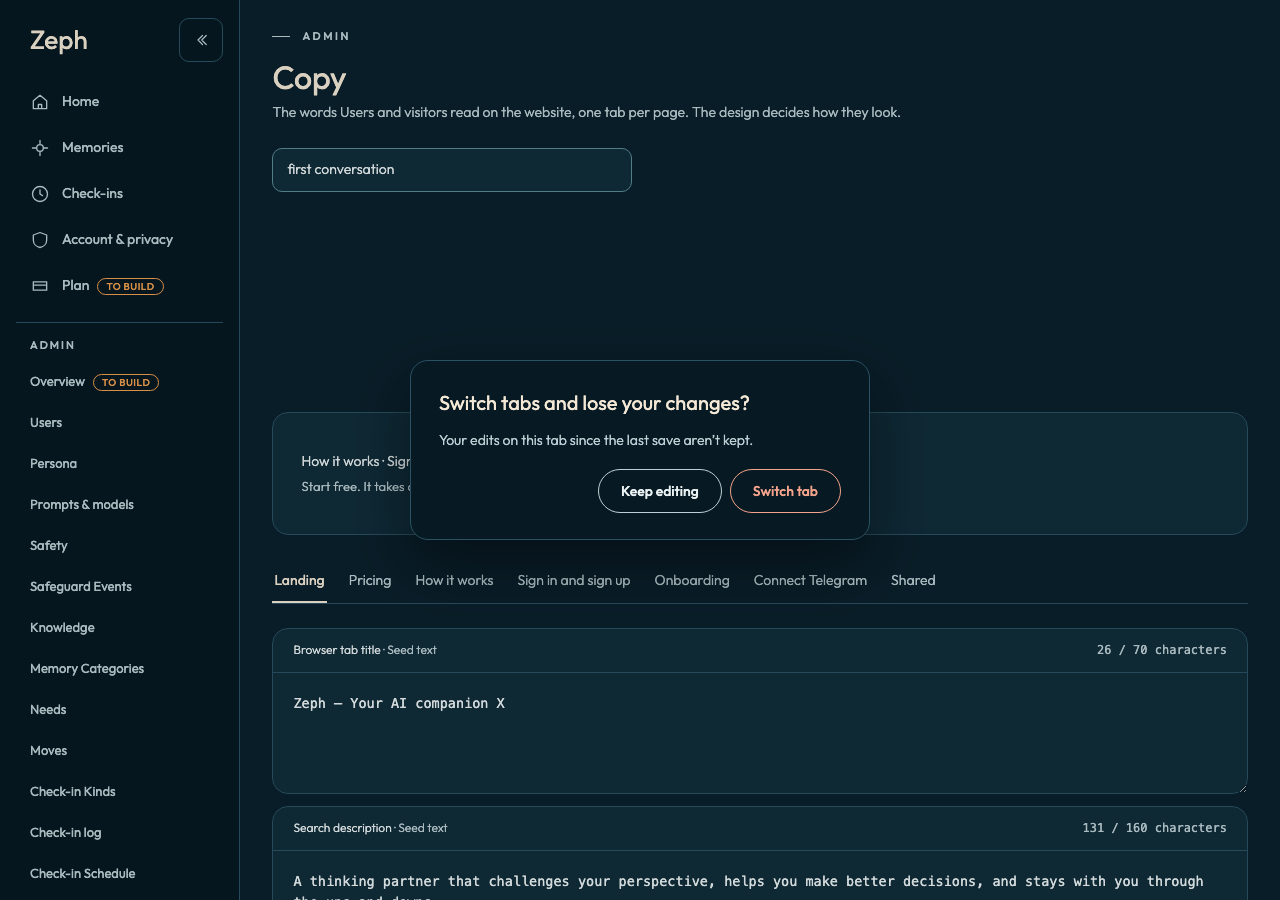 Zeph
Home
Memories
Check-ins
Account & privacy
Plan TO BUILD
ADMIN
Overview TO BUILD
Users
Persona
Prompts & models
Safety
Safeguard Events
Knowledge
Memory Categories
Needs
Moves
Check-in Kinds
Check-in log
Check-in Schedule
ADMIN
Copy
The words Users and visitors read on the website, one tab per page. The design decides how they look.
first conversation
How it works · Sign
Start free. It takes
Switch tabs and lose your changes?
Your edits on this tab since the last save aren't kept.
Keep editing Switch tab
Landing Pricing How it works Sign in and sign up Onboarding Connect Telegram Shared
Browser tab title · Seed text 26 / 70 characters
Zeph — Your AI companion X
Search description · Seed text 131 / 160 characters
A thinking partner that challenges your perspective, helps you make better decisions, and stays with you through